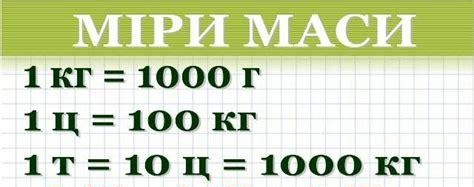 МІРИ МАСИ
1 кг = 1000 г
1 ц = 100 кг
1 т = 10 ц = 1000 кг